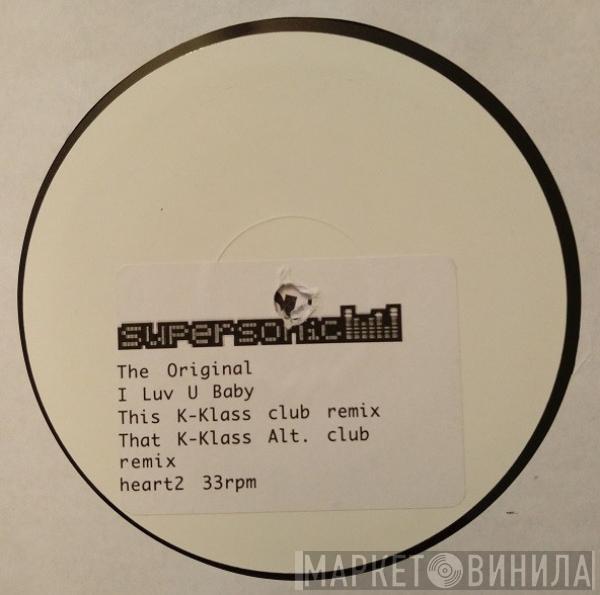 supersonic
The Original
I Luv U Baby
This K-Klass club remix
That K-Klass Alt. club
remix
heart2 33rpm
МАРКЕТ ВИНИЛА